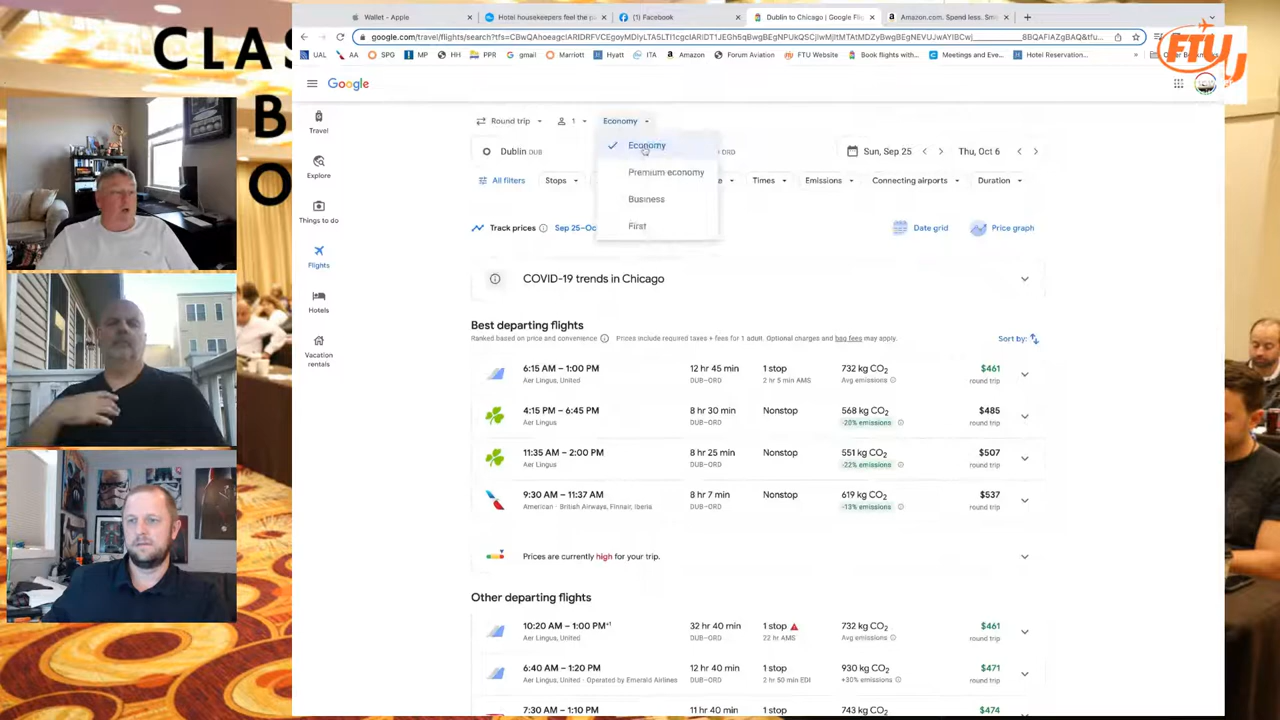 CLAS
B
O
FTU
U
Wallet - Apple
Hotel housekeepers feel the p
(1) Facebook
Dublin to Chicago | Google Flig
Amazon.com. Spend less. Sm
UAL
AA
SPG
MP
HH
PPR
gmail
Marriott
Hyatt
ITA
Amazon
Forum Aviation
FTU Website
Book flights with...
Meetings and Eve...
Hotel Reservation...
Google
Travel
Explore
Things to do
Flights
Hotels
Vacation
rentals
Round trip
1
Economy
Economy
Premium economy
Business
First
Dublin DUB
ORD
Sun, Sep 25
Thu, Oct 6
All filters
Stops
Times
Emissions
Connecting airports
Duration
Track prices
Sep 25–Oc
Date grid
Price graph
COVID-19 trends in Chicago
Best departing flights
Ranked based on price and convenience
Prices include required taxes + fees for 1 adult. Optional charges and bag fees may apply.
Sort by:
6:15 AM – 1:00 PM 12 hr 45 min 1 stop 732 kg CO2 $461
Aer Lingus, United DUB–ORD 2 hr 5 min AMS Avg emissions round trip
4:15 PM – 6:45 PM 8 hr 30 min Nonstop 568 kg CO2 $485
Aer Lingus DUB–ORD -20% emissions round trip
11:35 AM – 2:00 PM 8 hr 25 min Nonstop 551 kg CO2 $507
Aer Lingus DUB–ORD -22% emissions round trip
9:30 AM – 11:37 AM 8 hr 7 min Nonstop 619 kg CO2 $537
American · British Airways, Finnair, Iberia DUB–ORD -13% emissions round trip
Prices are currently high for your trip.
Other departing flights
10:20 AM – 1:00 PM+1 32 hr 40 min 1 stop 732 kg CO2 $461
Aer Lingus, United DUB–ORD 22 hr AMS Avg emissions round trip
6:40 AM – 1:20 PM 12 hr 40 min 1 stop 930 kg CO2 $471
Aer Lingus, United · Operated by Emerald Airlines DUB–ORD 2 hr 50 min EDI +30% emissions round trip
7:30 AM – 1:10 PM 11 hr 40 min 1 stop 743 kg CO2 $474